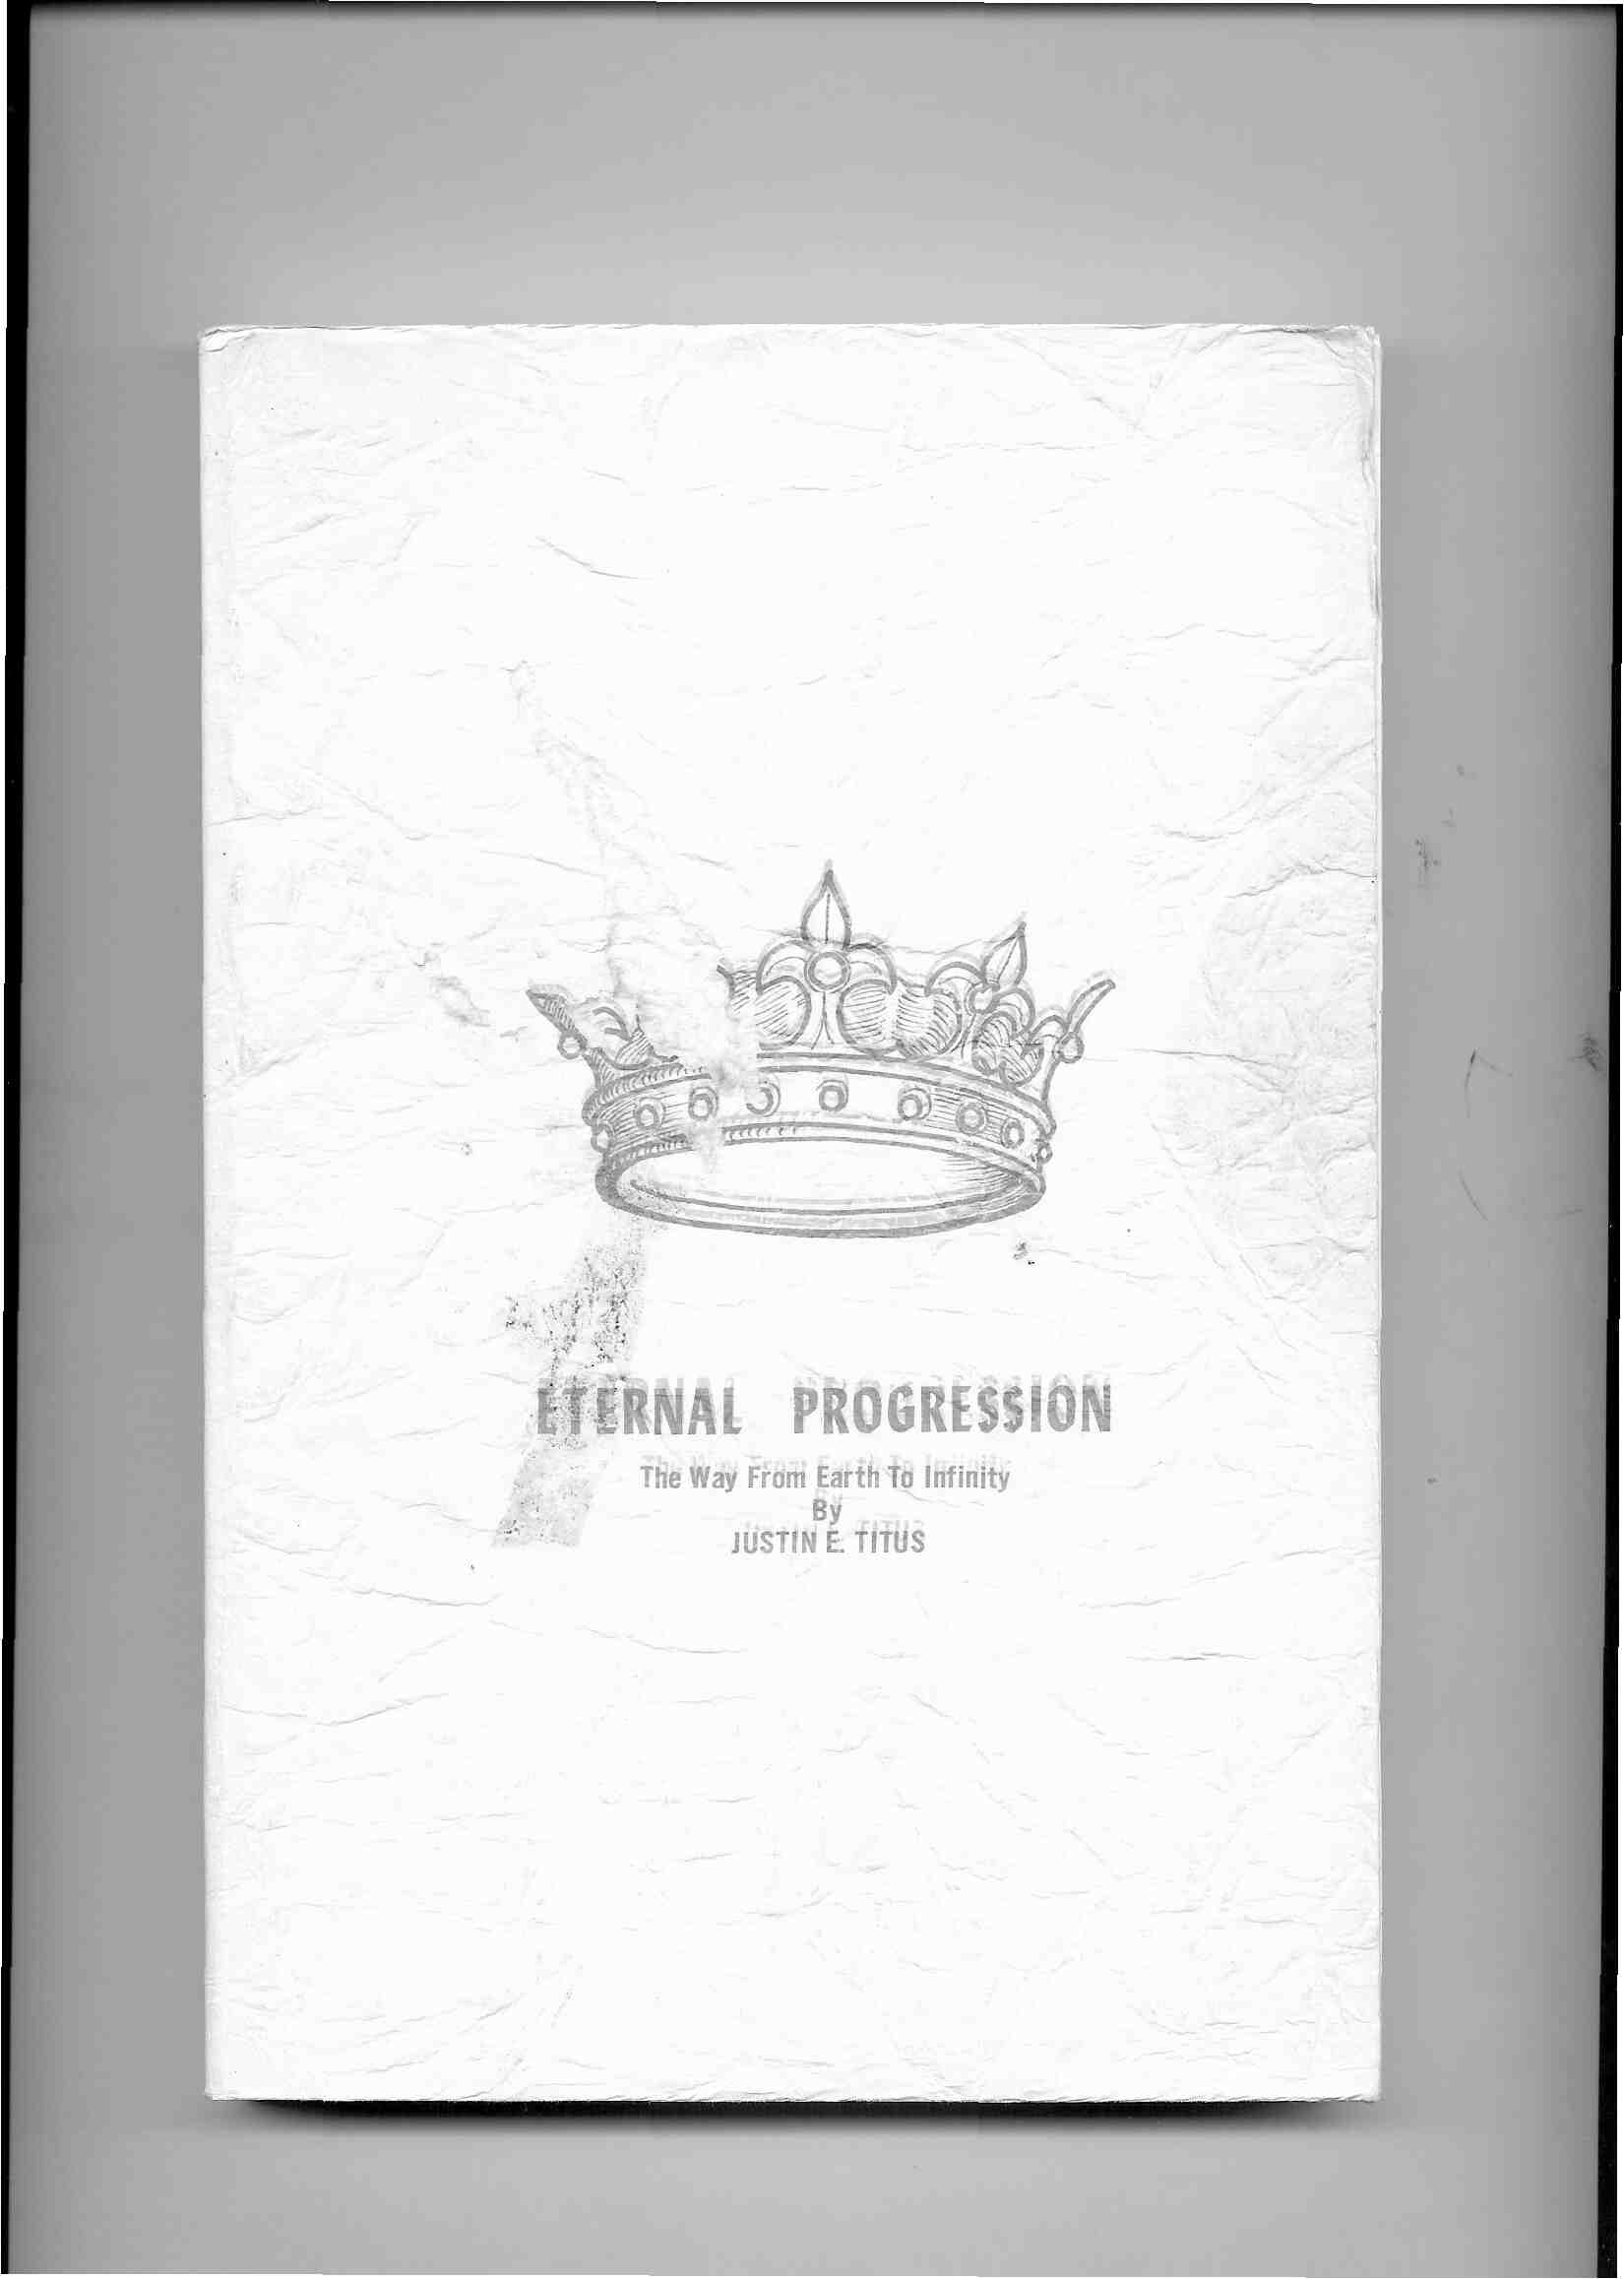 ETERNAL PROGRESSION
The Way From Earth To Infinity
By
JUSTIN E. TITUS